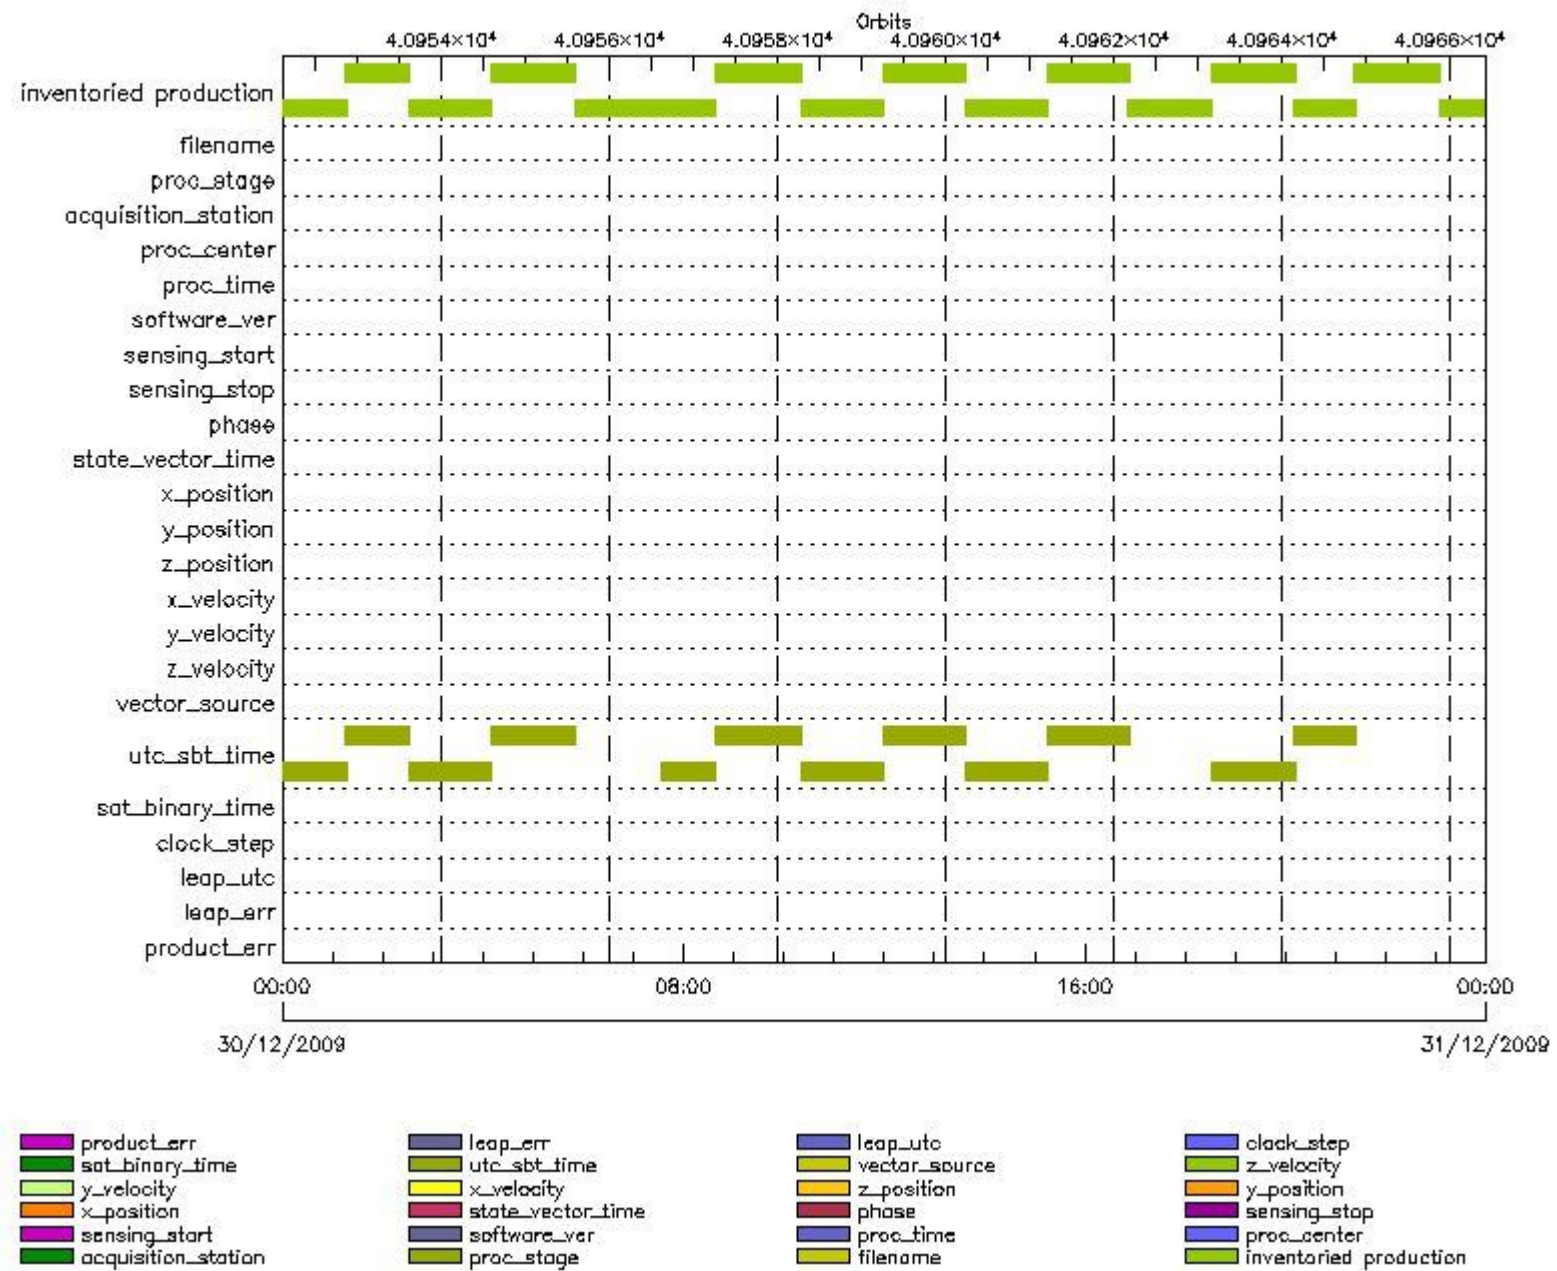 Orbits
4.0954×10⁴ 4.0956×10⁴ 4.0958×10⁴ 4.0960×10⁴ 4.0962×10⁴ 4.0964×10⁴ 4.0966×10⁴
inventoried production
filename
proc_stage
acquisition_station
proc_center
proc_time
software_ver
sensing_start
sensing_stop
phase
state_vector_time
x_position
y_position
z_position
x_velocity
y_velocity
z_velocity
vector_source
utc_sbt_time
sat_binary_time
clock_step
leap_utc
leap_err
product_err
00:00 08:00 16:00 00:00
30/12/2009 31/12/2009
product_err leap_err leap_utc clock_step
sat_binary_time utc_sbt_time vector_source z_velocity
y_velocity x_velocity z_position y_position
x_position state_vector_time phase sensing_stop
sensing_start software_ver proc_time proc_center
acquisition_station proc_stage filename inventoried production